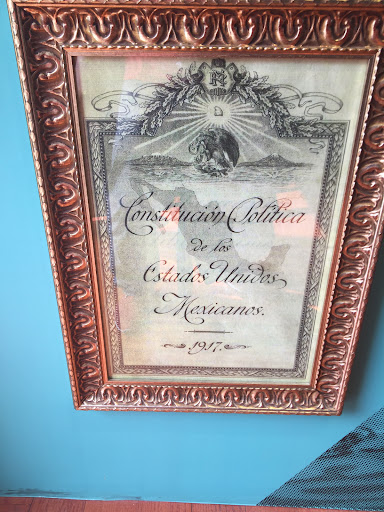 Constitución Política
de los
Estados Unidos
Mexicanos.
1917.